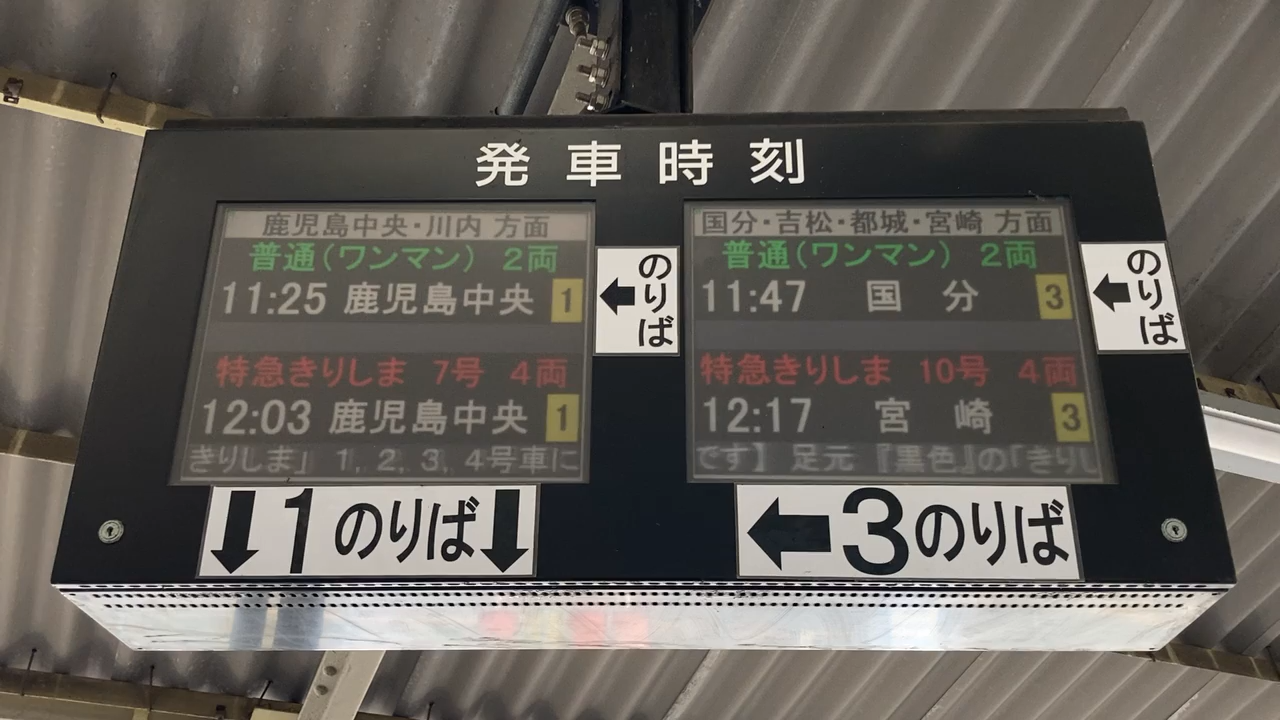 発車時刻
鹿児島中央・川内 方面
普通(ワンマン) 2両
11:25 鹿児島中央 1
特急きりしま 7号 4両
12:03 鹿児島中央 1
きりしま」 1, 2, 3, 4号車に
のりば
国分・吉松・都城・宮崎 方面
普通(ワンマン) 2両
11:47 国分 3
特急きりしま 10号 4両
12:17 宮崎 3
です】 足元 『黒色』の「きりし
のりば
1のりば
3のりば